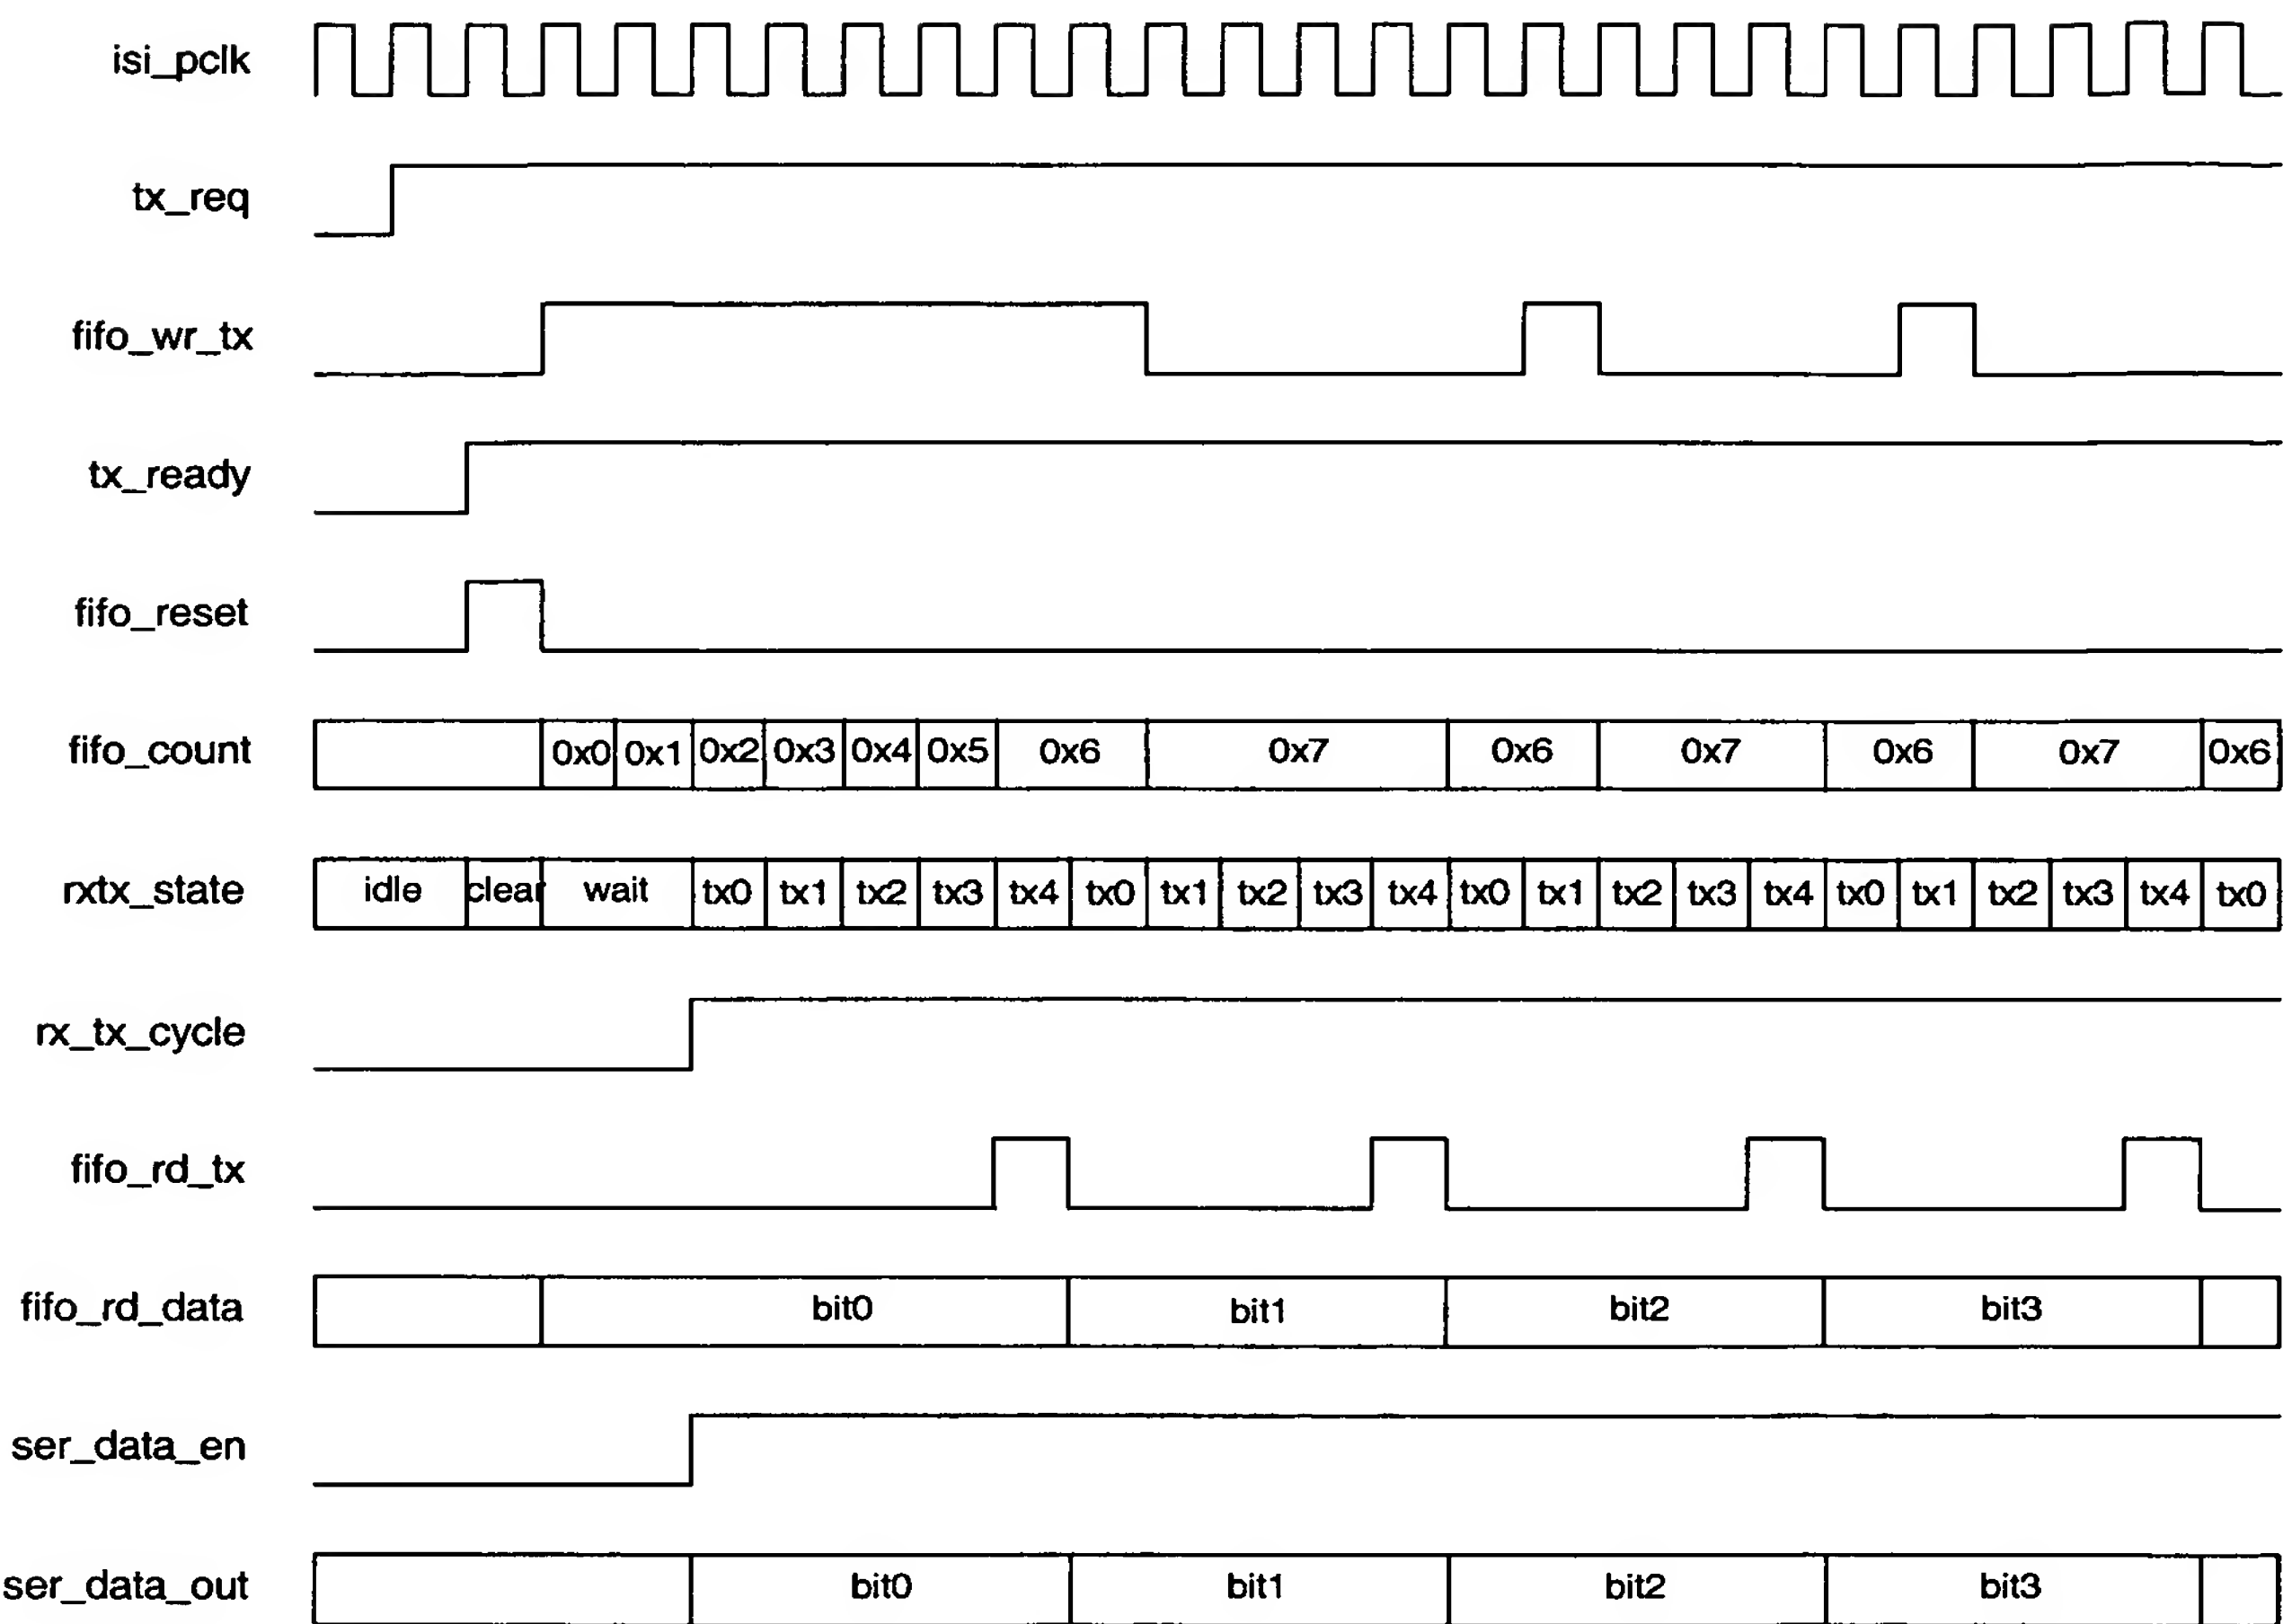 isi_pclk
tx_req
fifo_wr_tx
tx_ready
fifo_reset
fifo_count 0x0 0x1 0x2 0x3 0x4 0x5 0x6 0x7 0x6 0x7 0x6 0x7 0x6
rxtx_state idle clear wait tx0 tx1 tx2 tx3 tx4 tx0 tx1 tx2 tx3 tx4 tx0 tx1 tx2 tx3 tx4 tx0 tx1 tx2 tx3 tx4 tx0
rx_tx_cycle
fifo_rd_tx
fifo_rd_data bit0 bit1 bit2 bit3
ser_data_en
ser_data_out bit0 bit1 bit2 bit3